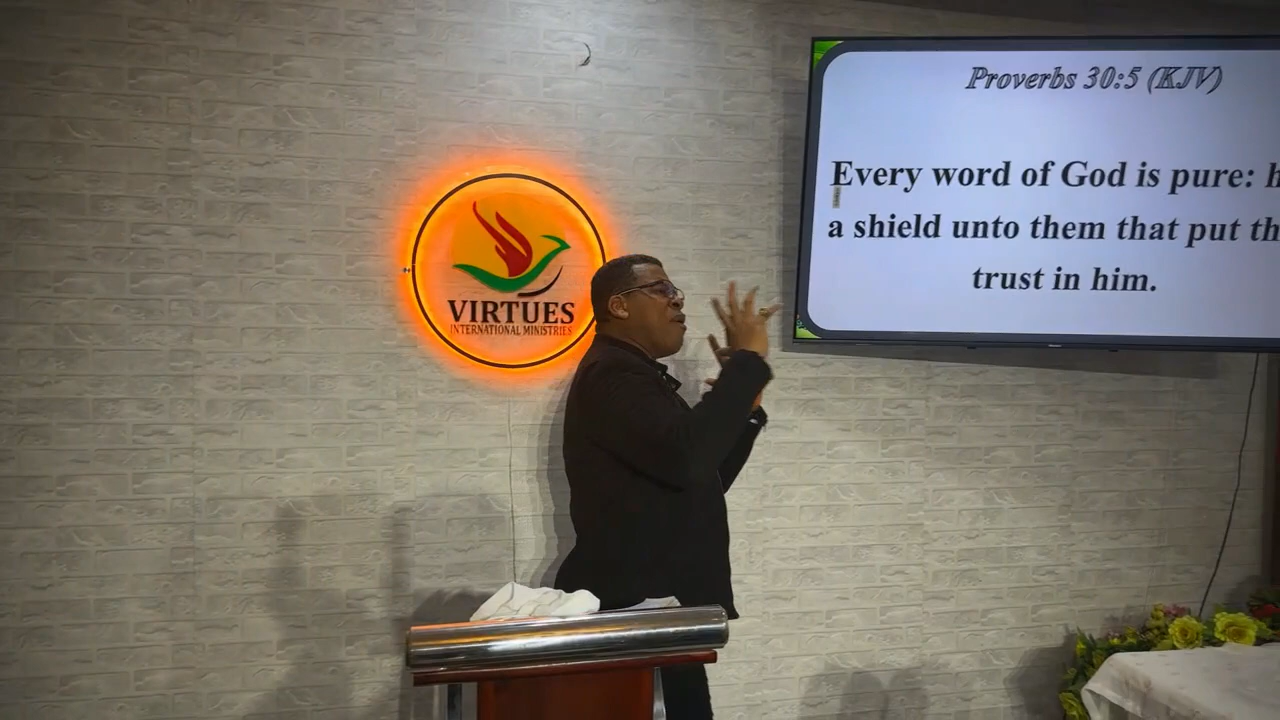 Proverbs 30:5 (KJV)
Every word of God is pure:
a shield unto them that put
trust in him.
VIRTUES
INTERNATIONAL MINISTRIES